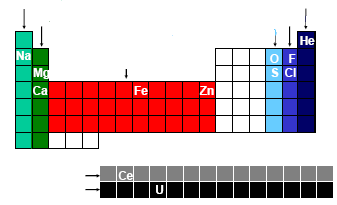 He
Na O F
Mg S Cl
Ca Fe Zn
Ce
U